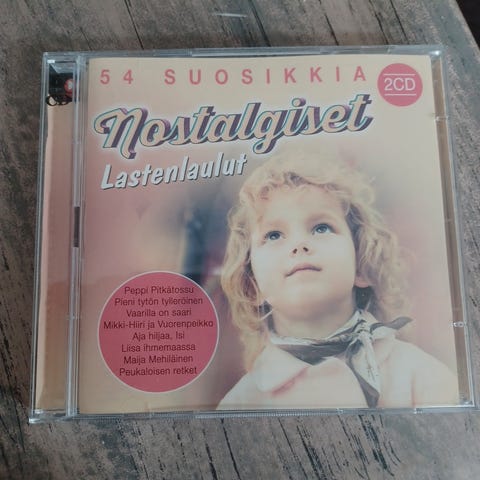 54 SUOSIKKIA
2CD
Nostalgiset
Lastenlaulut
Peppi Pitkätossu
Pieni tytön tylleröinen
Vaarilla on saari
Mikki-Hiiri ja Vuorenpeikko
Aja hiljaa, Isi
Liisa ihmemaassa
Maija Mehiläinen
Peukaloisen retket